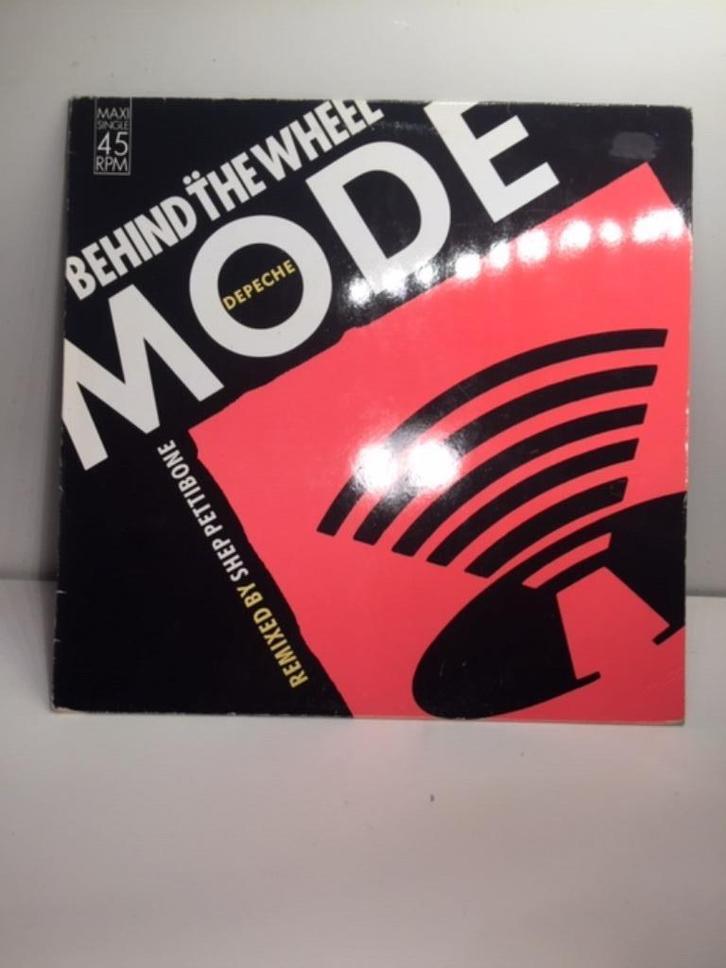 MAXI
SINGLE
45
RPM
BEHIND THE WHEEL
MODE
DEPECHE
REMIXED BY SHEP PETTIBONE